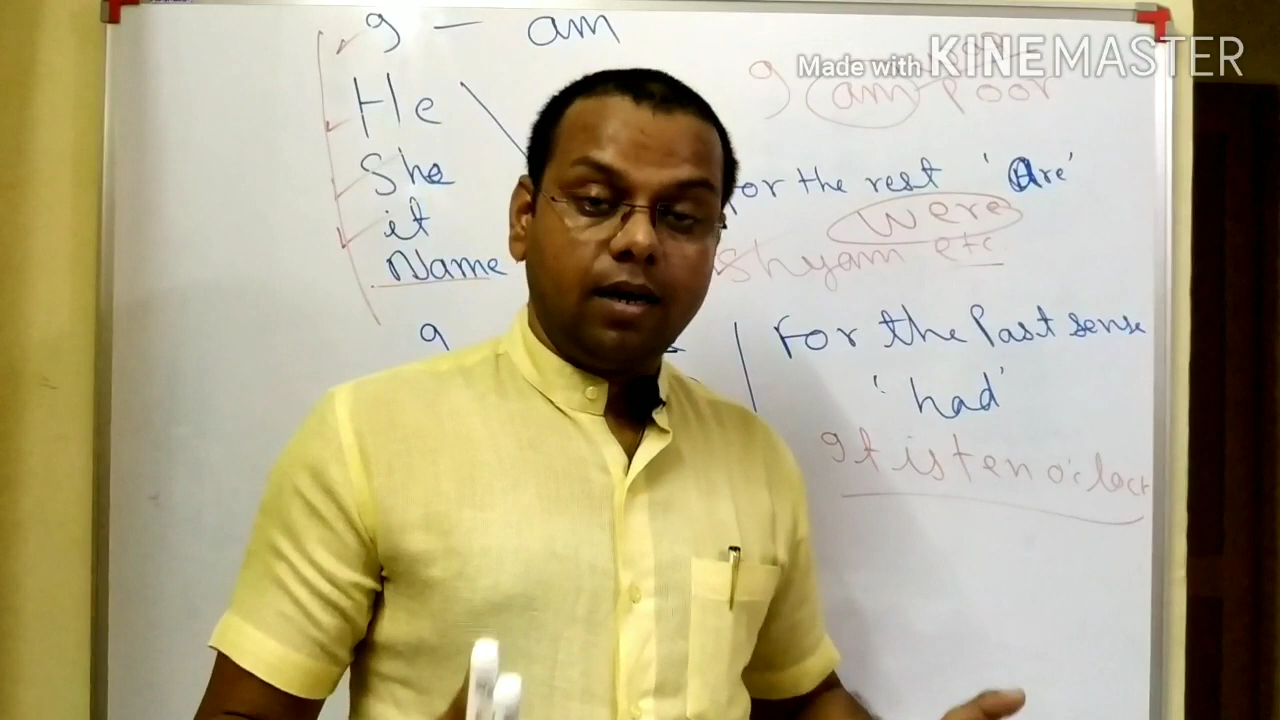 I – am
Made with KINEMASTER
I am poor
He
She
For the rest 'Are'
it
were
Name
shyam etc
I
For the Past sense
'had'
It is ten o'clock